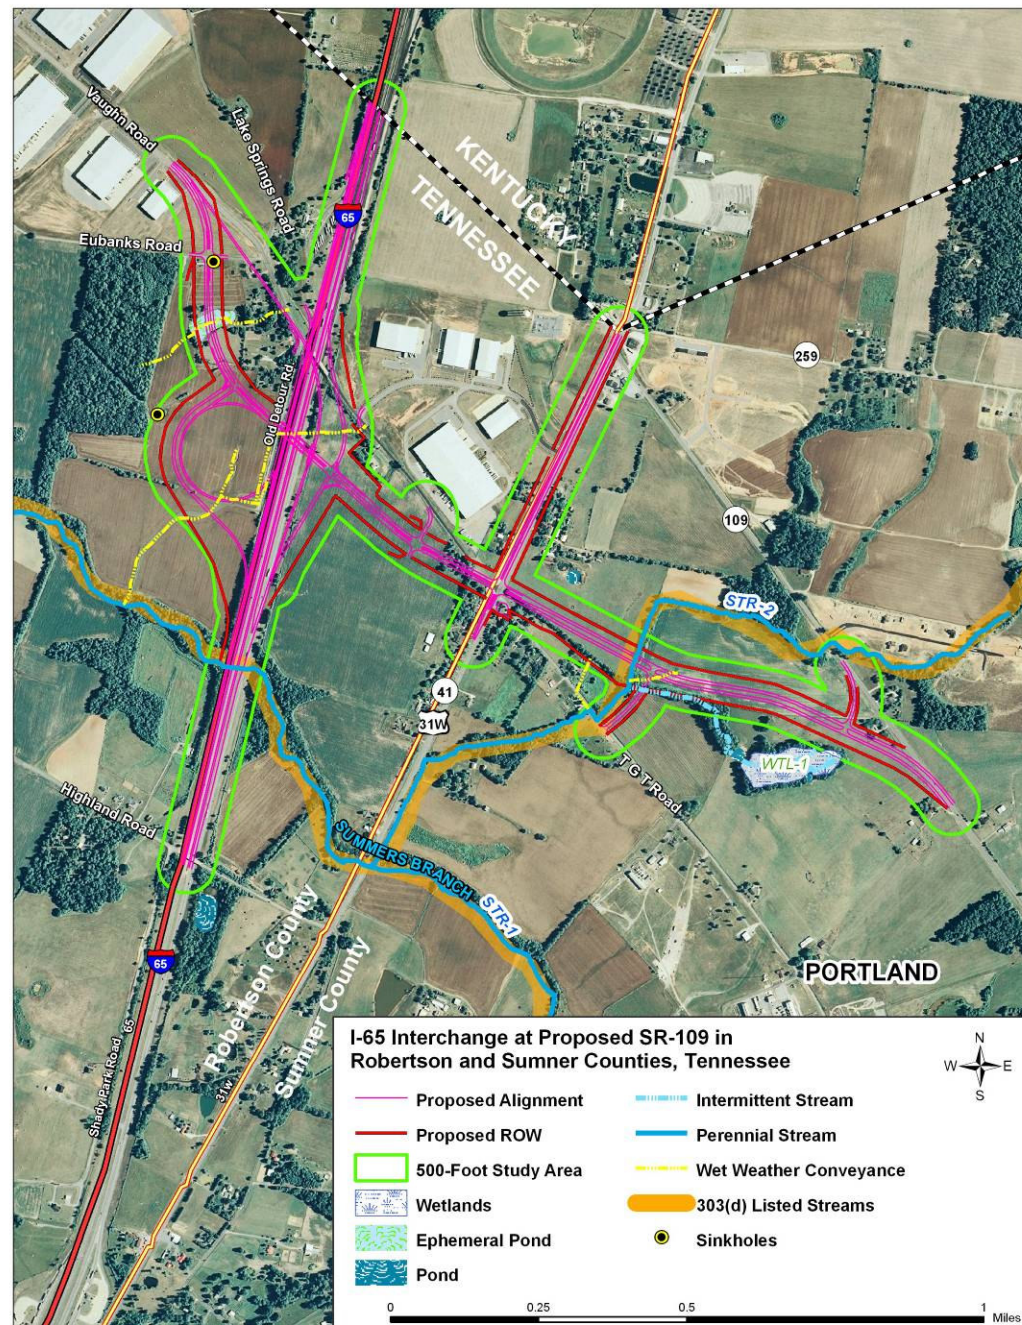 Vaughn Road
Lake Springs Road
KENTUCKY
TENNESSEE
65
Eubanks Road
259
Old Detour Rd.
109
STR-2
41
31W
WTL-1
T G T Road
Highland Road
SUMMERS BRANCH
STR-1
65
Robertson County
Sumner County
PORTLAND
65
Shady Park Road
31W
I-65 Interchange at Proposed SR-109 in
Robertson and Sumner Counties, Tennessee
N
W E
S
Proposed Alignment
Proposed ROW
500-Foot Study Area
Wetlands
Ephemeral Pond
Pond
Intermittent Stream
Perennial Stream
Wet Weather Conveyance
303(d) Listed Streams
Sinkholes
0 0.25 0.5 1
Miles